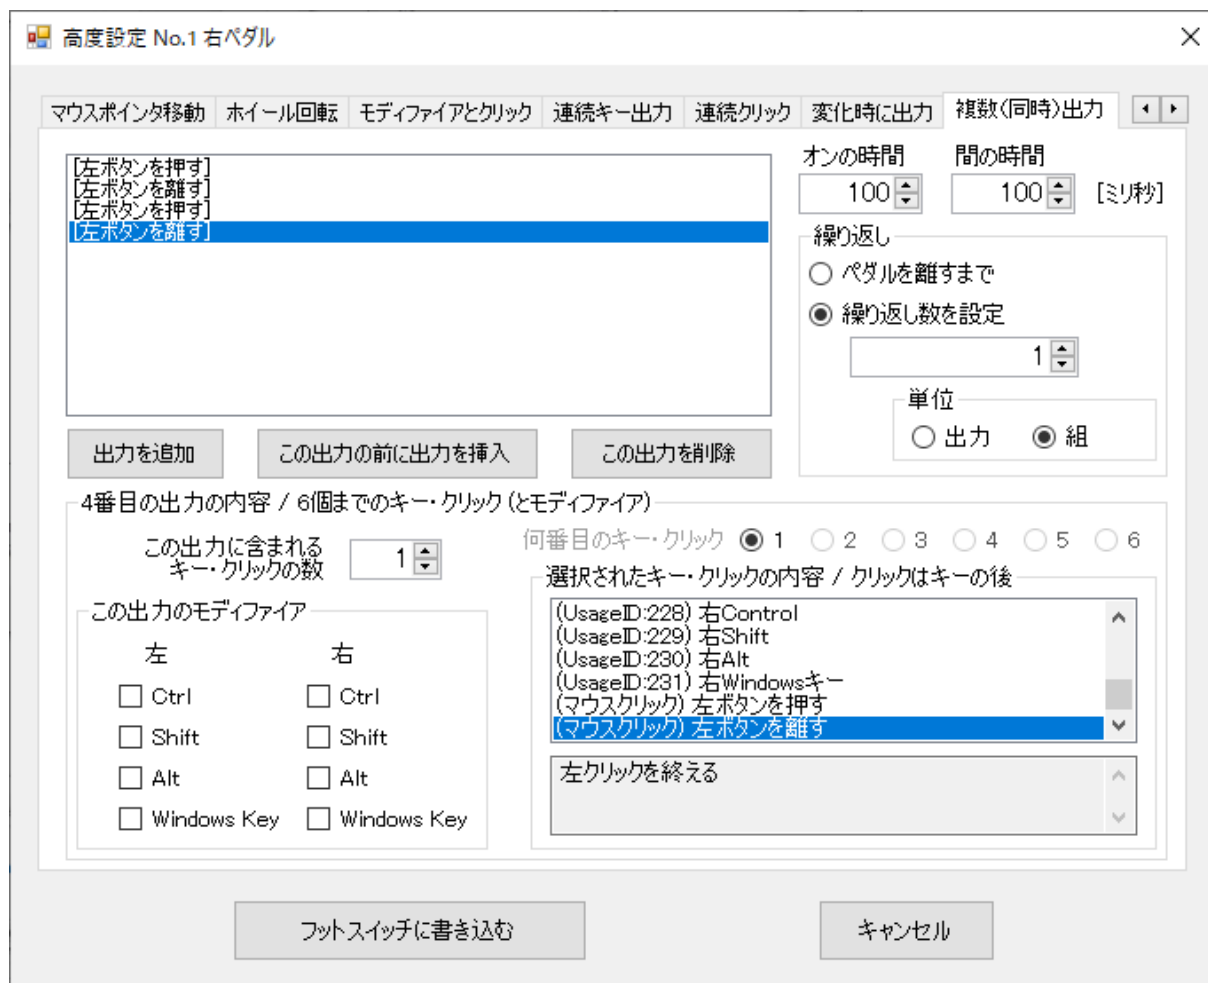 高度設定 No.1 右ペダル
マウスポインタ移動 ホイール回転 モディファイアとクリック 連続キー出力 連続クリック 変化時に出力 複数(同時)出力
[左ボタンを押す]
[左ボタンを離す]
[左ボタンを押す]
[左ボタンを離す]
オンの時間 間の時間
100 100 [ミリ秒]
繰り返し
ペダルを離すまで
繰り返し数を設定
1
単位
出力 組
出力を追加 この出力の前に出力を挿入 この出力を削除
4番目の出力の内容 / 6個までのキー・クリック (とモディファイア)
この出力に含まれる
キー・クリックの数 1
何番目のキー・クリック 1 2 3 4 5 6
この出力のモディファイア
左 右
Ctrl Ctrl
Shift Shift
Alt Alt
Windows Key Windows Key
選択されたキー・クリックの内容 / クリックはキーの後
(UsageID:228) 右Control
(UsageID:229) 右Shift
(UsageID:230) 右Alt
(UsageID:231) 右Windowsキー
(マウスクリック) 左ボタンを押す
(マウスクリック) 左ボタンを離す
左クリックを終える
フットスイッチに書き込む キャンセル